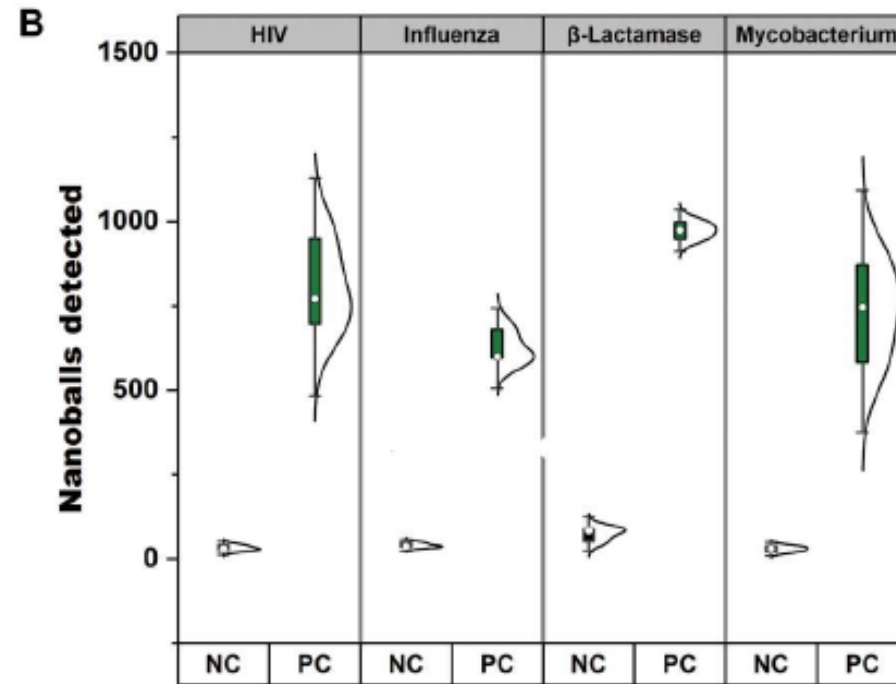 B
HIV Influenza β-Lactamase Mycobacterium
1500
1000
500
0
Nanoballs detected
NC PC NC PC NC PC NC PC